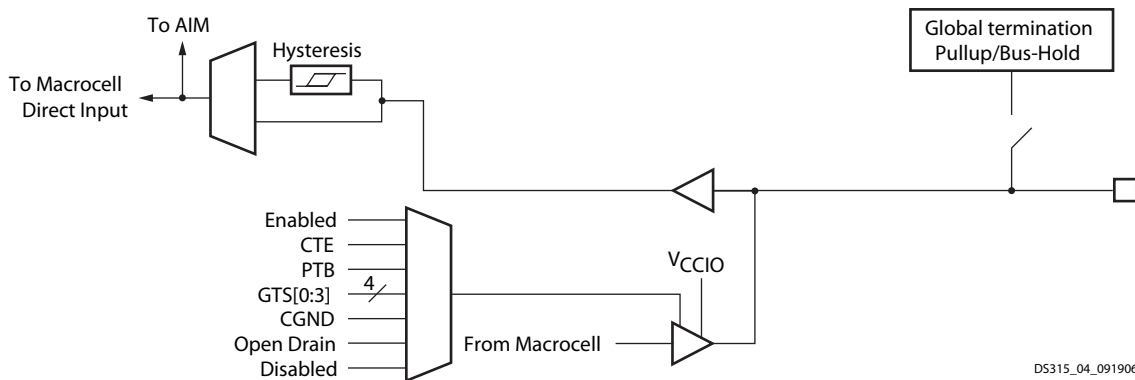 To AIM
Hysteresis
To Macrocell
Direct Input
Global termination
Pullup/Bus-Hold
Enabled
CTE
PTB
4
GTS[0:3]
CGND
Open Drain
Disabled
VCCIO
From Macrocell
DS315_04_091906